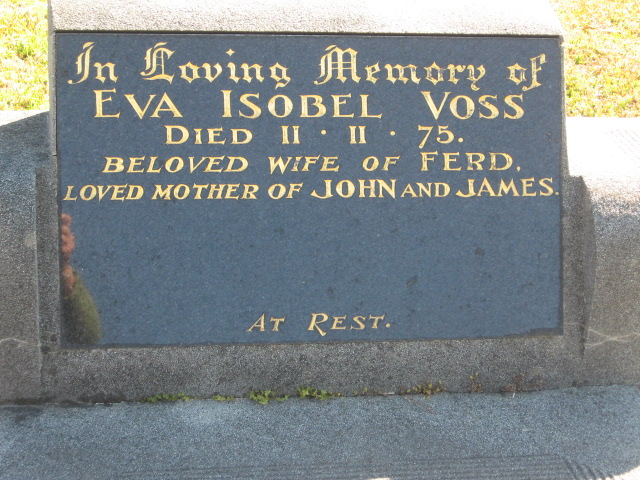 In Loving Memory of
EVA ISOBEL VOSS
DIED 11 · 11 · 75.
BELOVED WIFE OF FERD,
LOVED MOTHER OF JOHN AND JAMES.
AT REST.